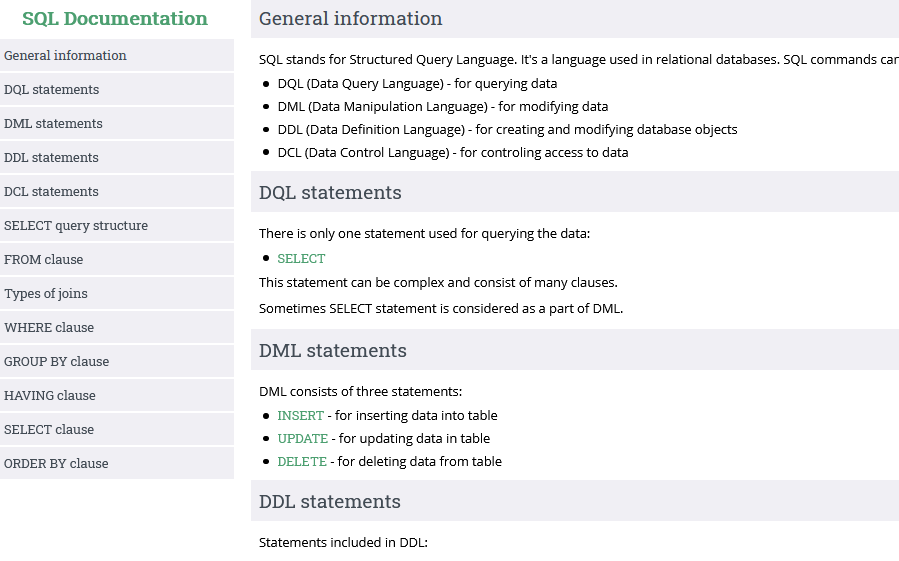 SQL Documentation
General information
DQL statements
DML statements
DDL statements
DCL statements
SELECT query structure
FROM clause
Types of joins
WHERE clause
GROUP BY clause
HAVING clause
SELECT clause
ORDER BY clause
General information
SQL stands for Structured Query Language. It's a language used in relational databases. SQL commands can
DQL (Data Query Language) - for querying data
DML (Data Manipulation Language) - for modifying data
DDL (Data Definition Language) - for creating and modifying database objects
DCL (Data Control Language) - for controling access to data
DQL statements
There is only one statement used for querying the data:
SELECT
This statement can be complex and consist of many clauses.
Sometimes SELECT statement is considered as a part of DML.
DML statements
DML consists of three statements:
INSERT - for inserting data into table
UPDATE - for updating data in table
DELETE - for deleting data from table
DDL statements
Statements included in DDL: